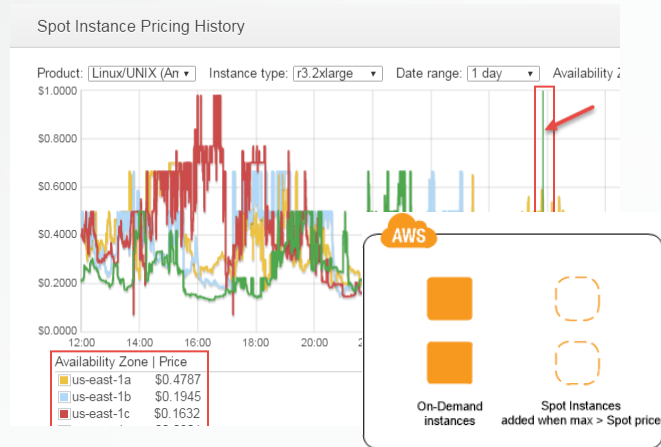 Spot Instance Pricing History
Product: Linux/UNIX (An Instance type: r3.2xlarge Date range: 1 day Availability Z
$1.0000
$0.8000
$0.6000
$0.4000
$0.2000
$0.0000
12:00 14:00 16:00 18:00 20:00
Availability Zone | Price
us-east-1a $0.4787
us-east-1b $0.1945
us-east-1c $0.1632
AWS
On-Demand
instances
Spot Instances
added when max > Spot price